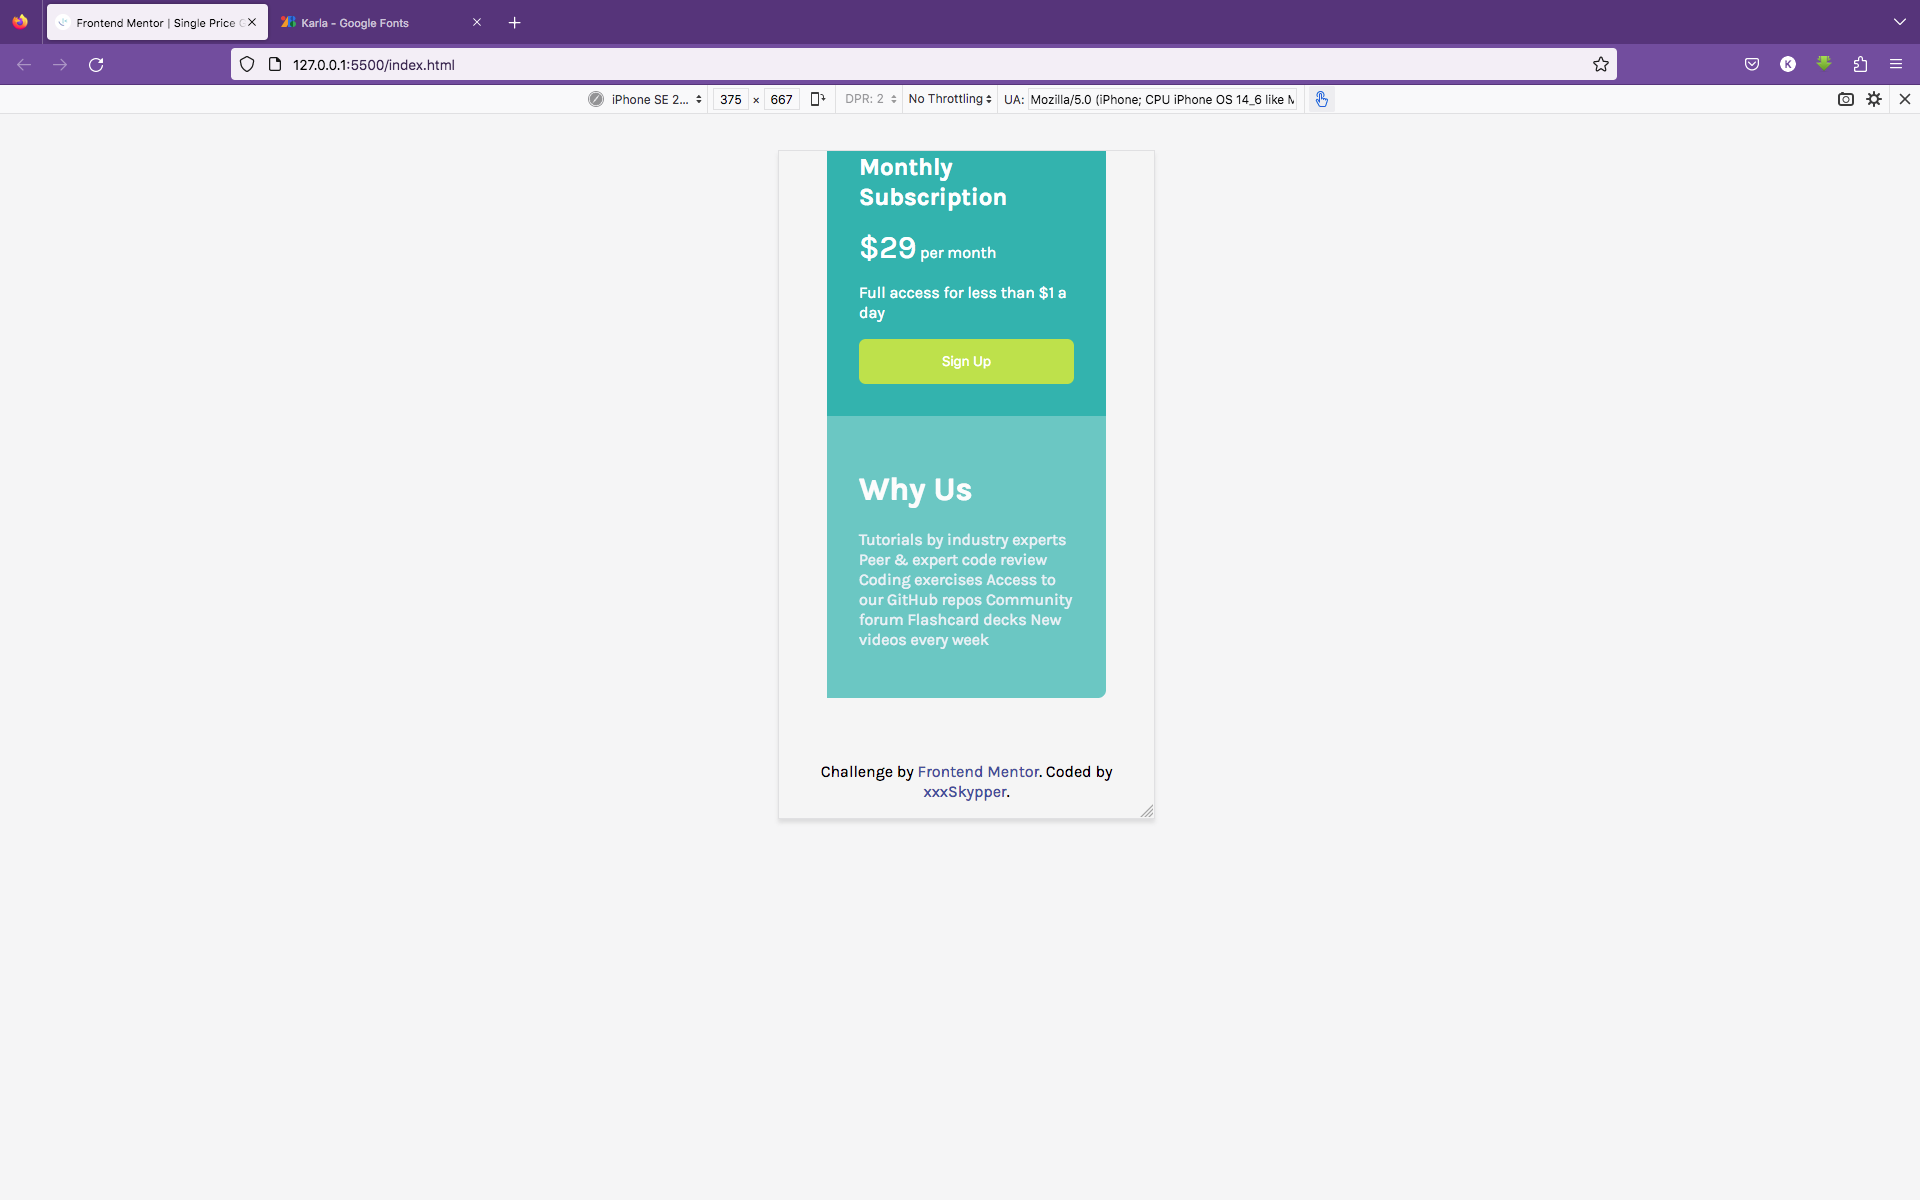 Frontend Mentor | Single Price G
Karla - Google Fonts
127.0.0.1:5500/index.html
iPhone SE 2... 375 × 667 DPR: 2 No Throttling UA: Mozilla/5.0 (iPhone; CPU iPhone OS 14_6 like M
K
Monthly
Subscription
$29 per month
Full access for less than $1 a
day
Sign Up
Why Us
Tutorials by industry experts
Peer & expert code review
Coding exercises Access to
our GitHub repos Community
forum Flashcard decks New
videos every week
Challenge by Frontend Mentor. Coded by
xxxSkypper.